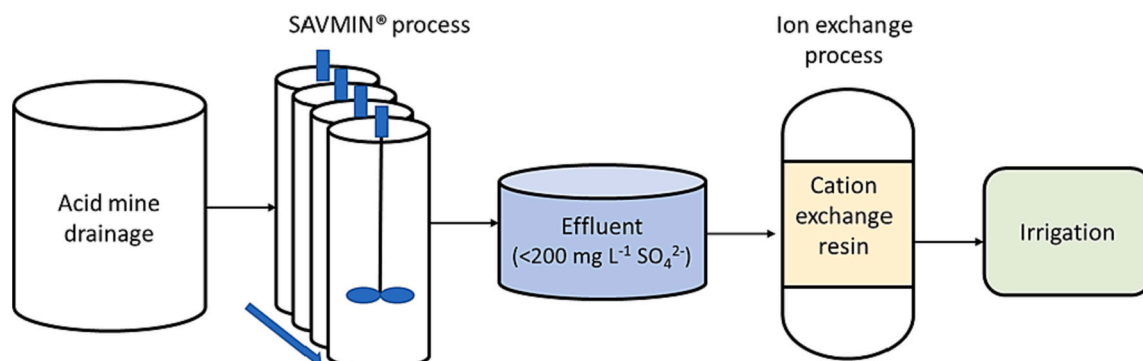 SAVMIN® process
Ion exchange
process
Acid mine
drainage
Effluent
(<200 mg L⁻¹ SO₄²⁻)
Cation
exchange
resin
Irrigation